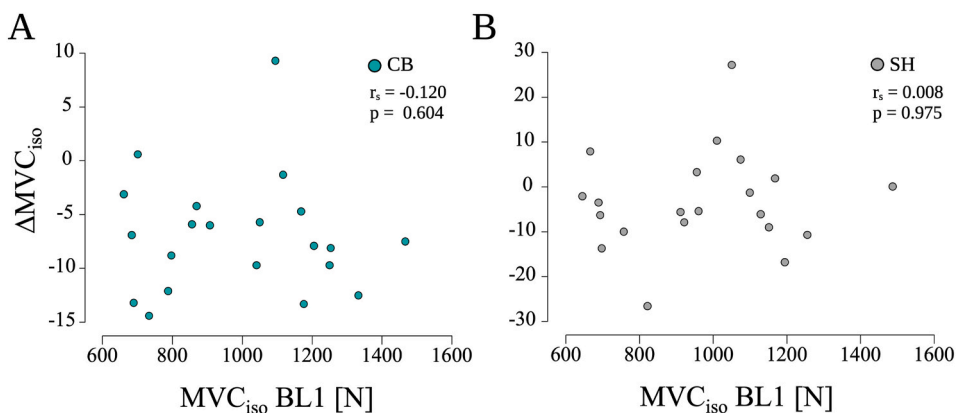 A
10
5
0
-5
-10
-15
ΔMVCiso
600 800 1000 1200 1400 1600
MVCiso BL1 [N]
CB
rs = -0.120
p = 0.604
B
30
20
10
0
-10
-20
-30
600 800 1000 1200 1400 1600
MVCiso BL1 [N]
SH
rs = 0.008
p = 0.975